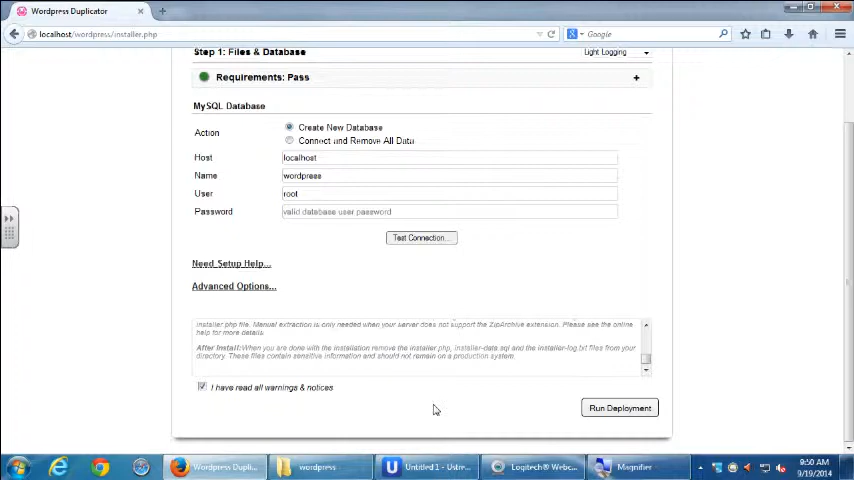 Wordpress Duplicator
localhost/wordpress/installer.php
Google
Step 1: Files & Database
Light Logging
Requirements: Pass
+
MySQL Database
Action
Create New Database
Connect and Remove All Data
Host
localhost
Name
wordpress
User
root
Password
valid database user password
Test Connection...
Need Setup Help...
Advanced Options...
installer php file. Manual extraction is only needed when your server does not support the ZipArchive extension. Please see the online
help for more details
After Install:When you are done with the installation remove the installer.php, installer-data.sql and the installer-log.txt files from your
directory. These files contain sensitive information and should not remain on a production system.
I have read all warnings & notices
Run Deployment
Wordpress Dupli...
wordpress
Untitled 1 - Ustre...
Logitech® Webc...
Magnifier
9:50 AM
9/19/2014